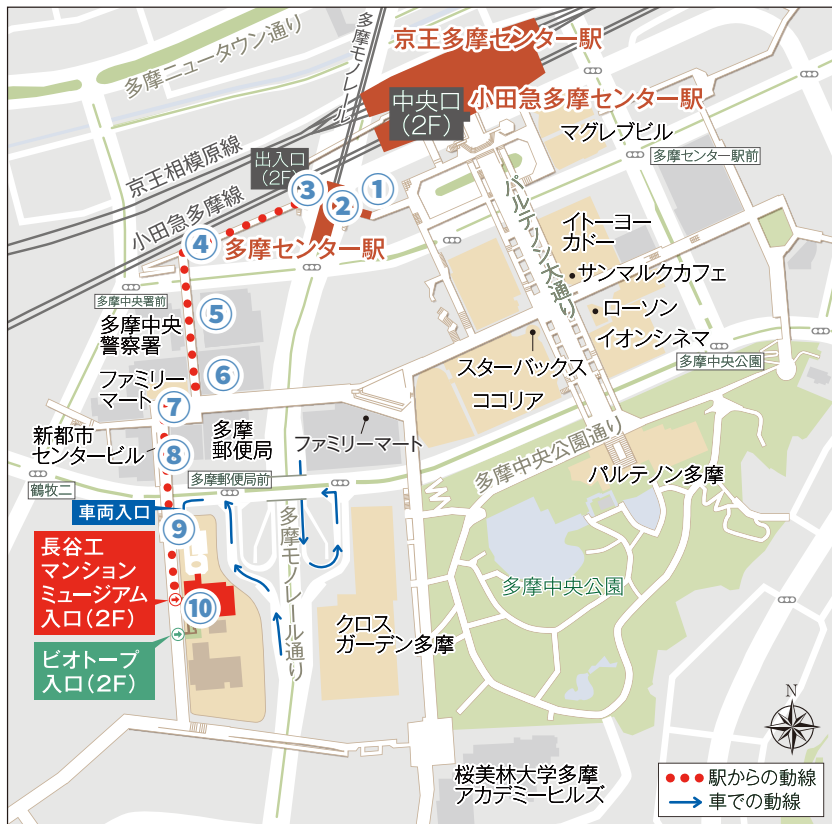 多摩ニュータウン通り
多摩モノレール
京王多摩センター駅
小田急多摩センター駅
中央口
(2F)
マグレブビル
多摩センター駅前
京王相模原線
出入口
(2F)
①
②
③
小田急多摩線
④
多摩センター駅
パルテノン大通り
イトーヨー
カドー
サンマルクカフェ
ローソン
イオンシネマ
多摩中央署前
⑤
多摩中央
警察署
スターバックス
多摩中央公園
⑥
ファミリー
マート
ココリア
⑦
新都市
センタービル
⑧
多摩
郵便局
ファミリーマート
多摩中央公園通り
パルテノン多摩
鶴牧二
多摩郵便局前
車両入口
⑨
多摩モノレール通り
長谷工
マンション
ミュージアム
入口(2F)
⑩
多摩中央公園
クロス
ガーデン多摩
ビオトープ
入口(2F)
N
桜美林大学多摩
アカデミーヒルズ
駅からの動線
車での動線